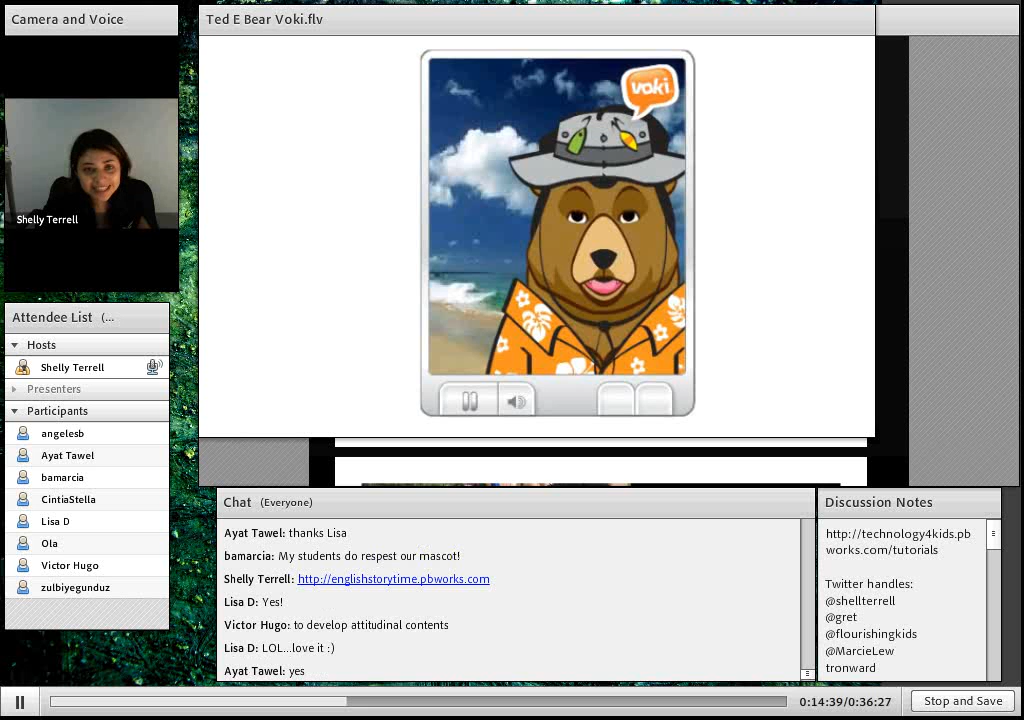 Camera and Voice
Ted E Bear Voki.flv
voki
Shelly Terrell
Attendee List (...
Hosts
Shelly Terrell
Presenters
Participants
angelesb
Ayat Tawel
bamarcia
CintiaStella
Lisa D
Ola
Victor Hugo
zulbiyegunduz
Chat (Everyone)
Ayat Tawel: thanks Lisa
bamarcia: My students do respest our mascot!
Shelly Terrell: http://englishstorytime.pbworks.com
Lisa D: Yes!
Victor Hugo: to develop attitudinal contents
Lisa D: LOL...love it :)
Ayat Tawel: yes
Discussion Notes
http://technology4kids.pb
works.com/tutorials
Twitter handles:
@shellterrell
@gret
@flourishingkids
@MarcieLew
tronward
0:14:39/0:36:27
Stop and Save